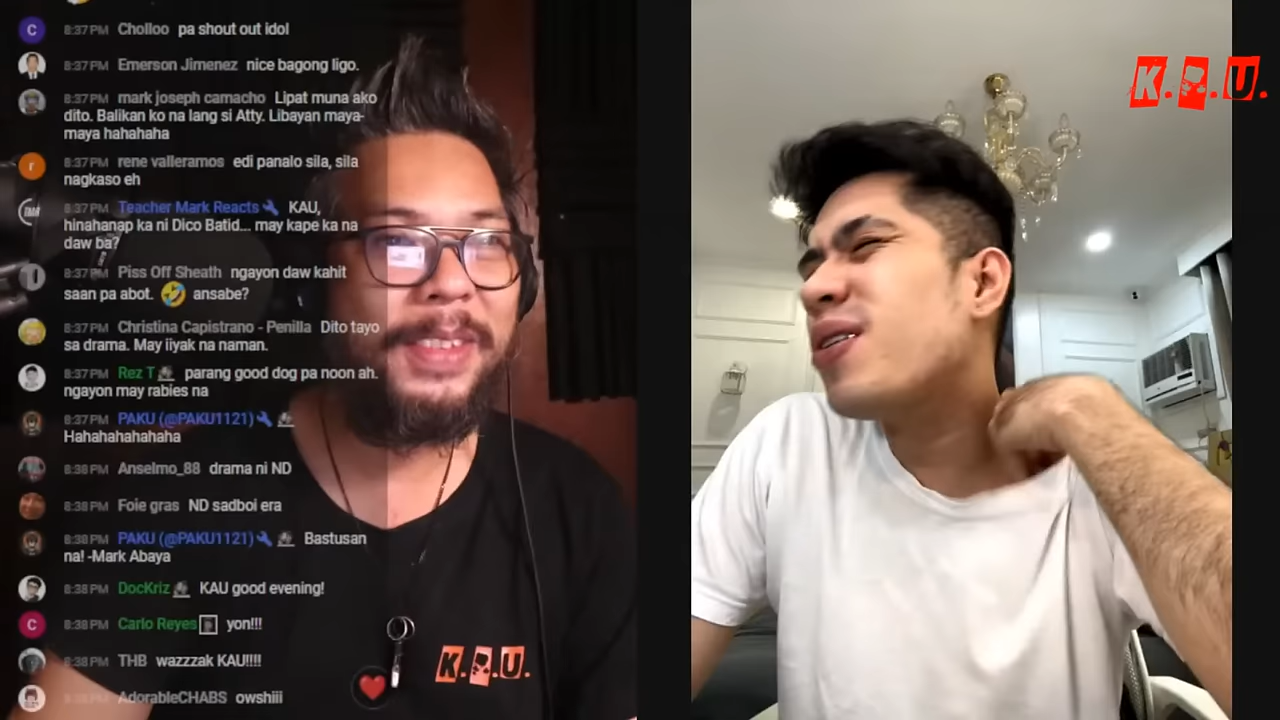 8:37 PM Cholloo pa shout out idol
8:37 PM Emerson Jimenez nice bagong ligo.
8:37 PM mark joseph camacho Lipat muna ako
dito. Balikan ko na lang si Atty. Libayan maya-
maya hahahaha
8:37 PM rene valleramos edi panalo sila, sila
nagkaso eh
8:37 PM Teacher Mark Reacts KAU,
hinahanap ka ni Dico Batid... may kape ka na
daw ba?
8:37 PM Piss Off Sheath ngayon daw kahit
saan pa abot. 🤣 ansabe?
8:37 PM Christina Capistrano - Penilla Dito tayo
sa drama. May iiyak na naman.
8:37 PM Rez T parang good dog pa noon ah.
ngayon may rabies na
8:37 PM PAKU (@PAKU1121)
Hahahahahahaha
8:38 PM Anselmo_88 drama ni ND
8:38 PM Foie gras ND sadboi era
8:38 PM PAKU (@PAKU1121) Bastusan
na! -Mark Abaya
8:38 PM DocKriz KAU good evening!
8:38 PM Carlo Reyes yon!!!
8:38 PM THB wazzzak KAU!!!!
8:38 PM AdorableCHABS owshiii
K. .U.
K. .U.